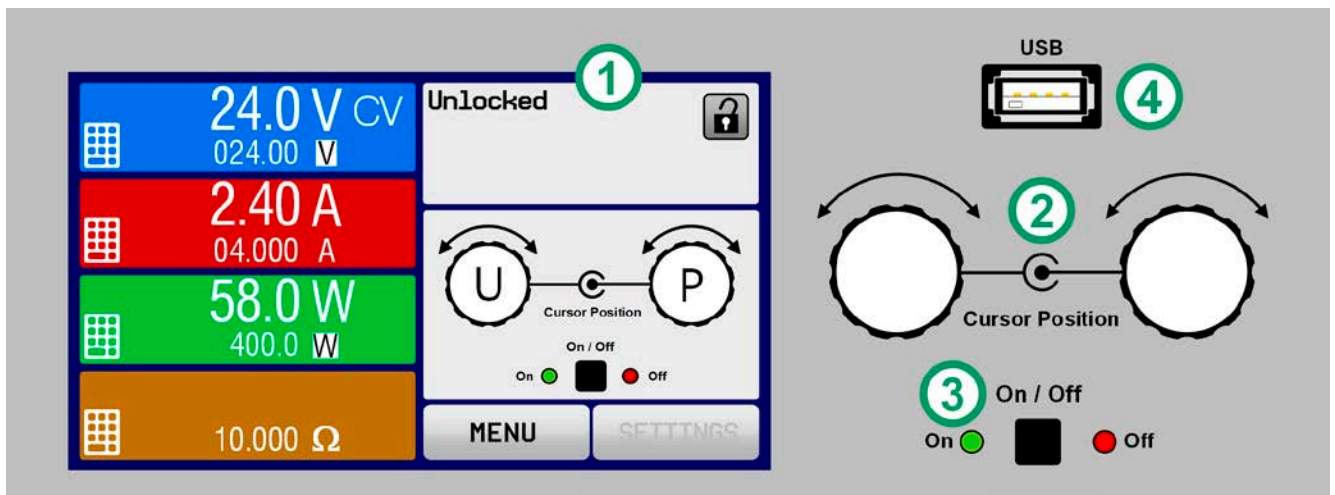 24.0 V CV
024.00 V
2.40 A
04.000 A
58.0 W
400.0 W
10.000 Ω
1
Unlocked
U
P
Cursor Position
On / Off
On
Off
MENU
SETTTNGS
USB
4
2
Cursor Position
3
On / Off
On
Off